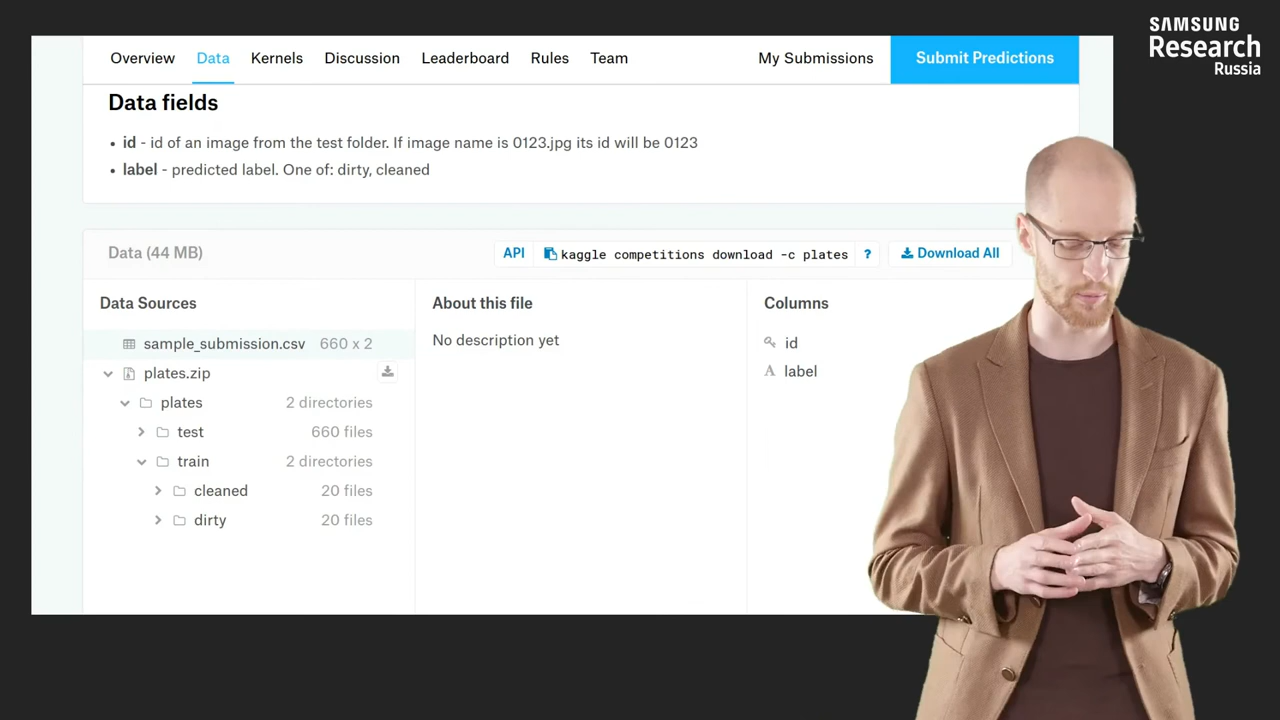 SAMSUNG
Research
Russia
Overview Data Kernels Discussion Leaderboard Rules Team My Submissions Submit Predictions
Data fields
• id - id of an image from the test folder. If image name is 0123.jpg its id will be 0123
• label - predicted label. One of: dirty, cleaned
Data (44 MB) API kaggle competitions download -c plates ? Download All
Data Sources About this file Columns
sample_submission.csv 660 x 2 No description yet id
plates.zip label
plates 2 directories
test 660 files
train 2 directories
cleaned 20 files
dirty 20 files